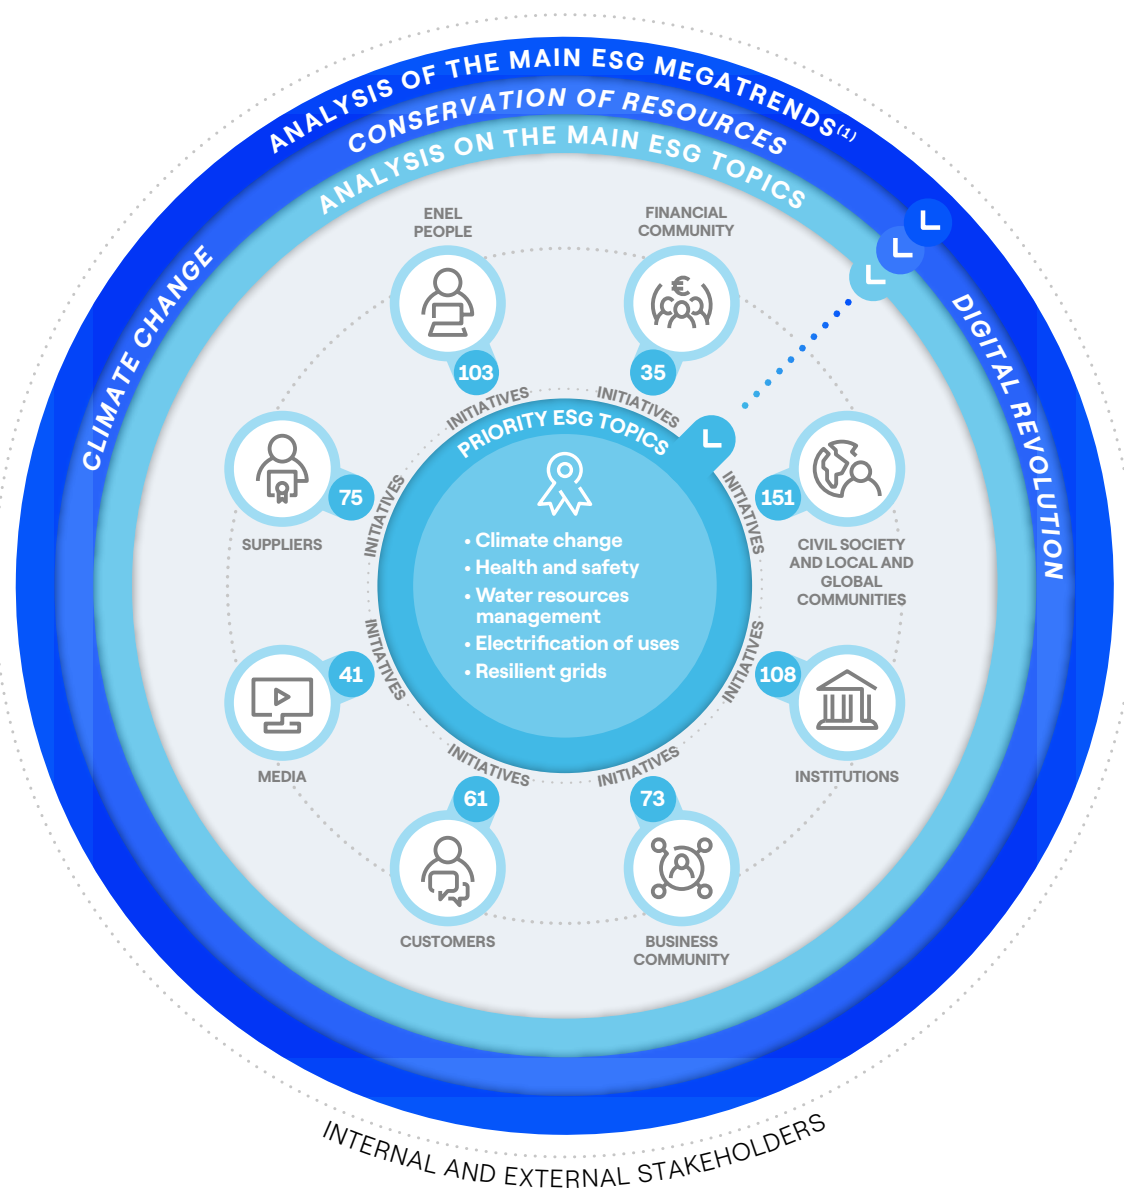 ANALYSIS OF THE MAIN ESG MEGATRENDS(1)
CONSERVATION OF RESOURCES
CLIMATE CHANGE
DIGITAL REVOLUTION
ANALYSIS ON THE MAIN ESG TOPICS
ENEL
PEOPLE
103
INITIATIVES
FINANCIAL
COMMUNITY
35
INITIATIVES
SUPPLIERS
75
INITIATIVES
151
INITIATIVES
CIVIL SOCIETY
AND LOCAL AND
GLOBAL
COMMUNITIES
PRIORITY ESG TOPICS
• Climate change
• Health and safety
• Water resources
management
• Electrification of uses
• Resilient grids
41
INITIATIVES
MEDIA
108
INITIATIVES
INSTITUTIONS
INITIATIVES
61
CUSTOMERS
INITIATIVES
73
BUSINESS
COMMUNITY
INTERNAL AND EXTERNAL STAKEHOLDERS